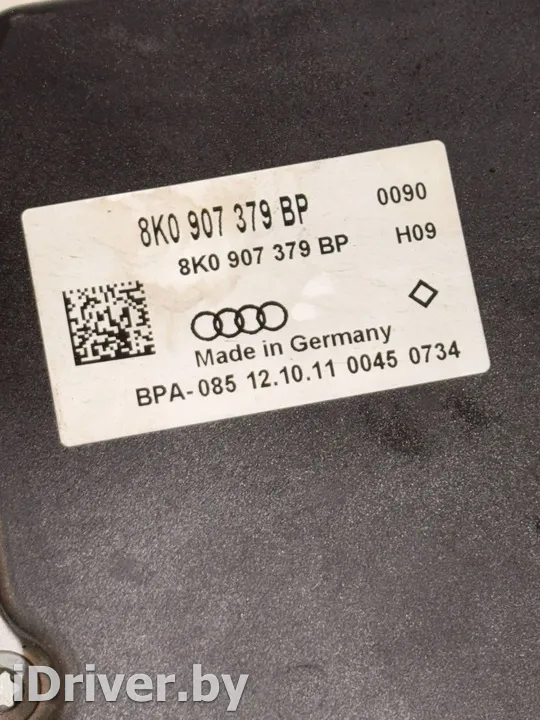 8K0 907 379 BP 0090
8K0 907 379 BP H09
Made in Germany
BPA-085 12.10.11 0045 0734
iDriver.by